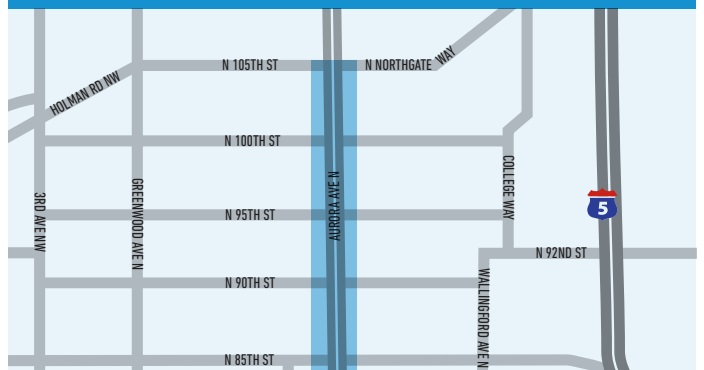 N 105TH ST
N NORTHGATE WAY
HOLMAN RD NW
N 100TH ST
3RD AVE NW
GREENWOOD AVE N
N 95TH ST
AURORA AVE N
COLLEGE WAY
5
N 92ND ST
N 90TH ST
WALLINGFORD AVE N
N 85TH ST